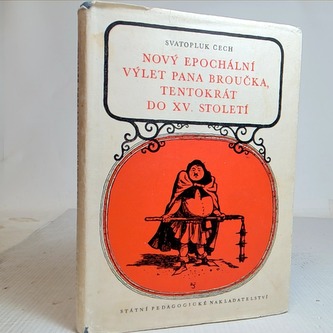 SVATOPLUK ČECH
NOVÝ EPOCHÁLNÍ
VÝLET PANA BROUČKA,
TENTOKRÁT
DO XV. STOLETÍ
STÁTNÍ PEDAGOGICKÉ NAKLADATELSTVÍ